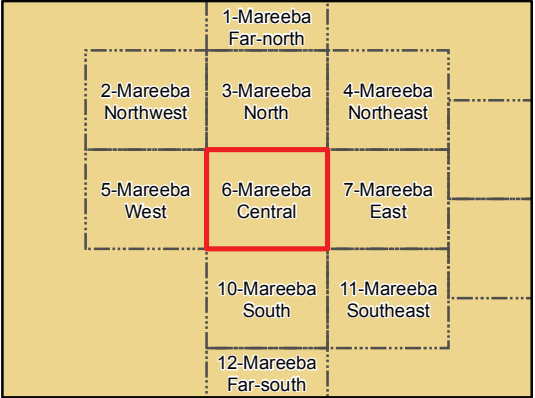 1-Mareeba
Far-north
2-Mareeba
Northwest
3-Mareeba
North
4-Mareeba
Northeast
5-Mareeba
West
6-Mareeba
Central
7-Mareeba
East
10-Mareeba
South
11-Mareeba
Southeast
12-Mareeba
Far-south